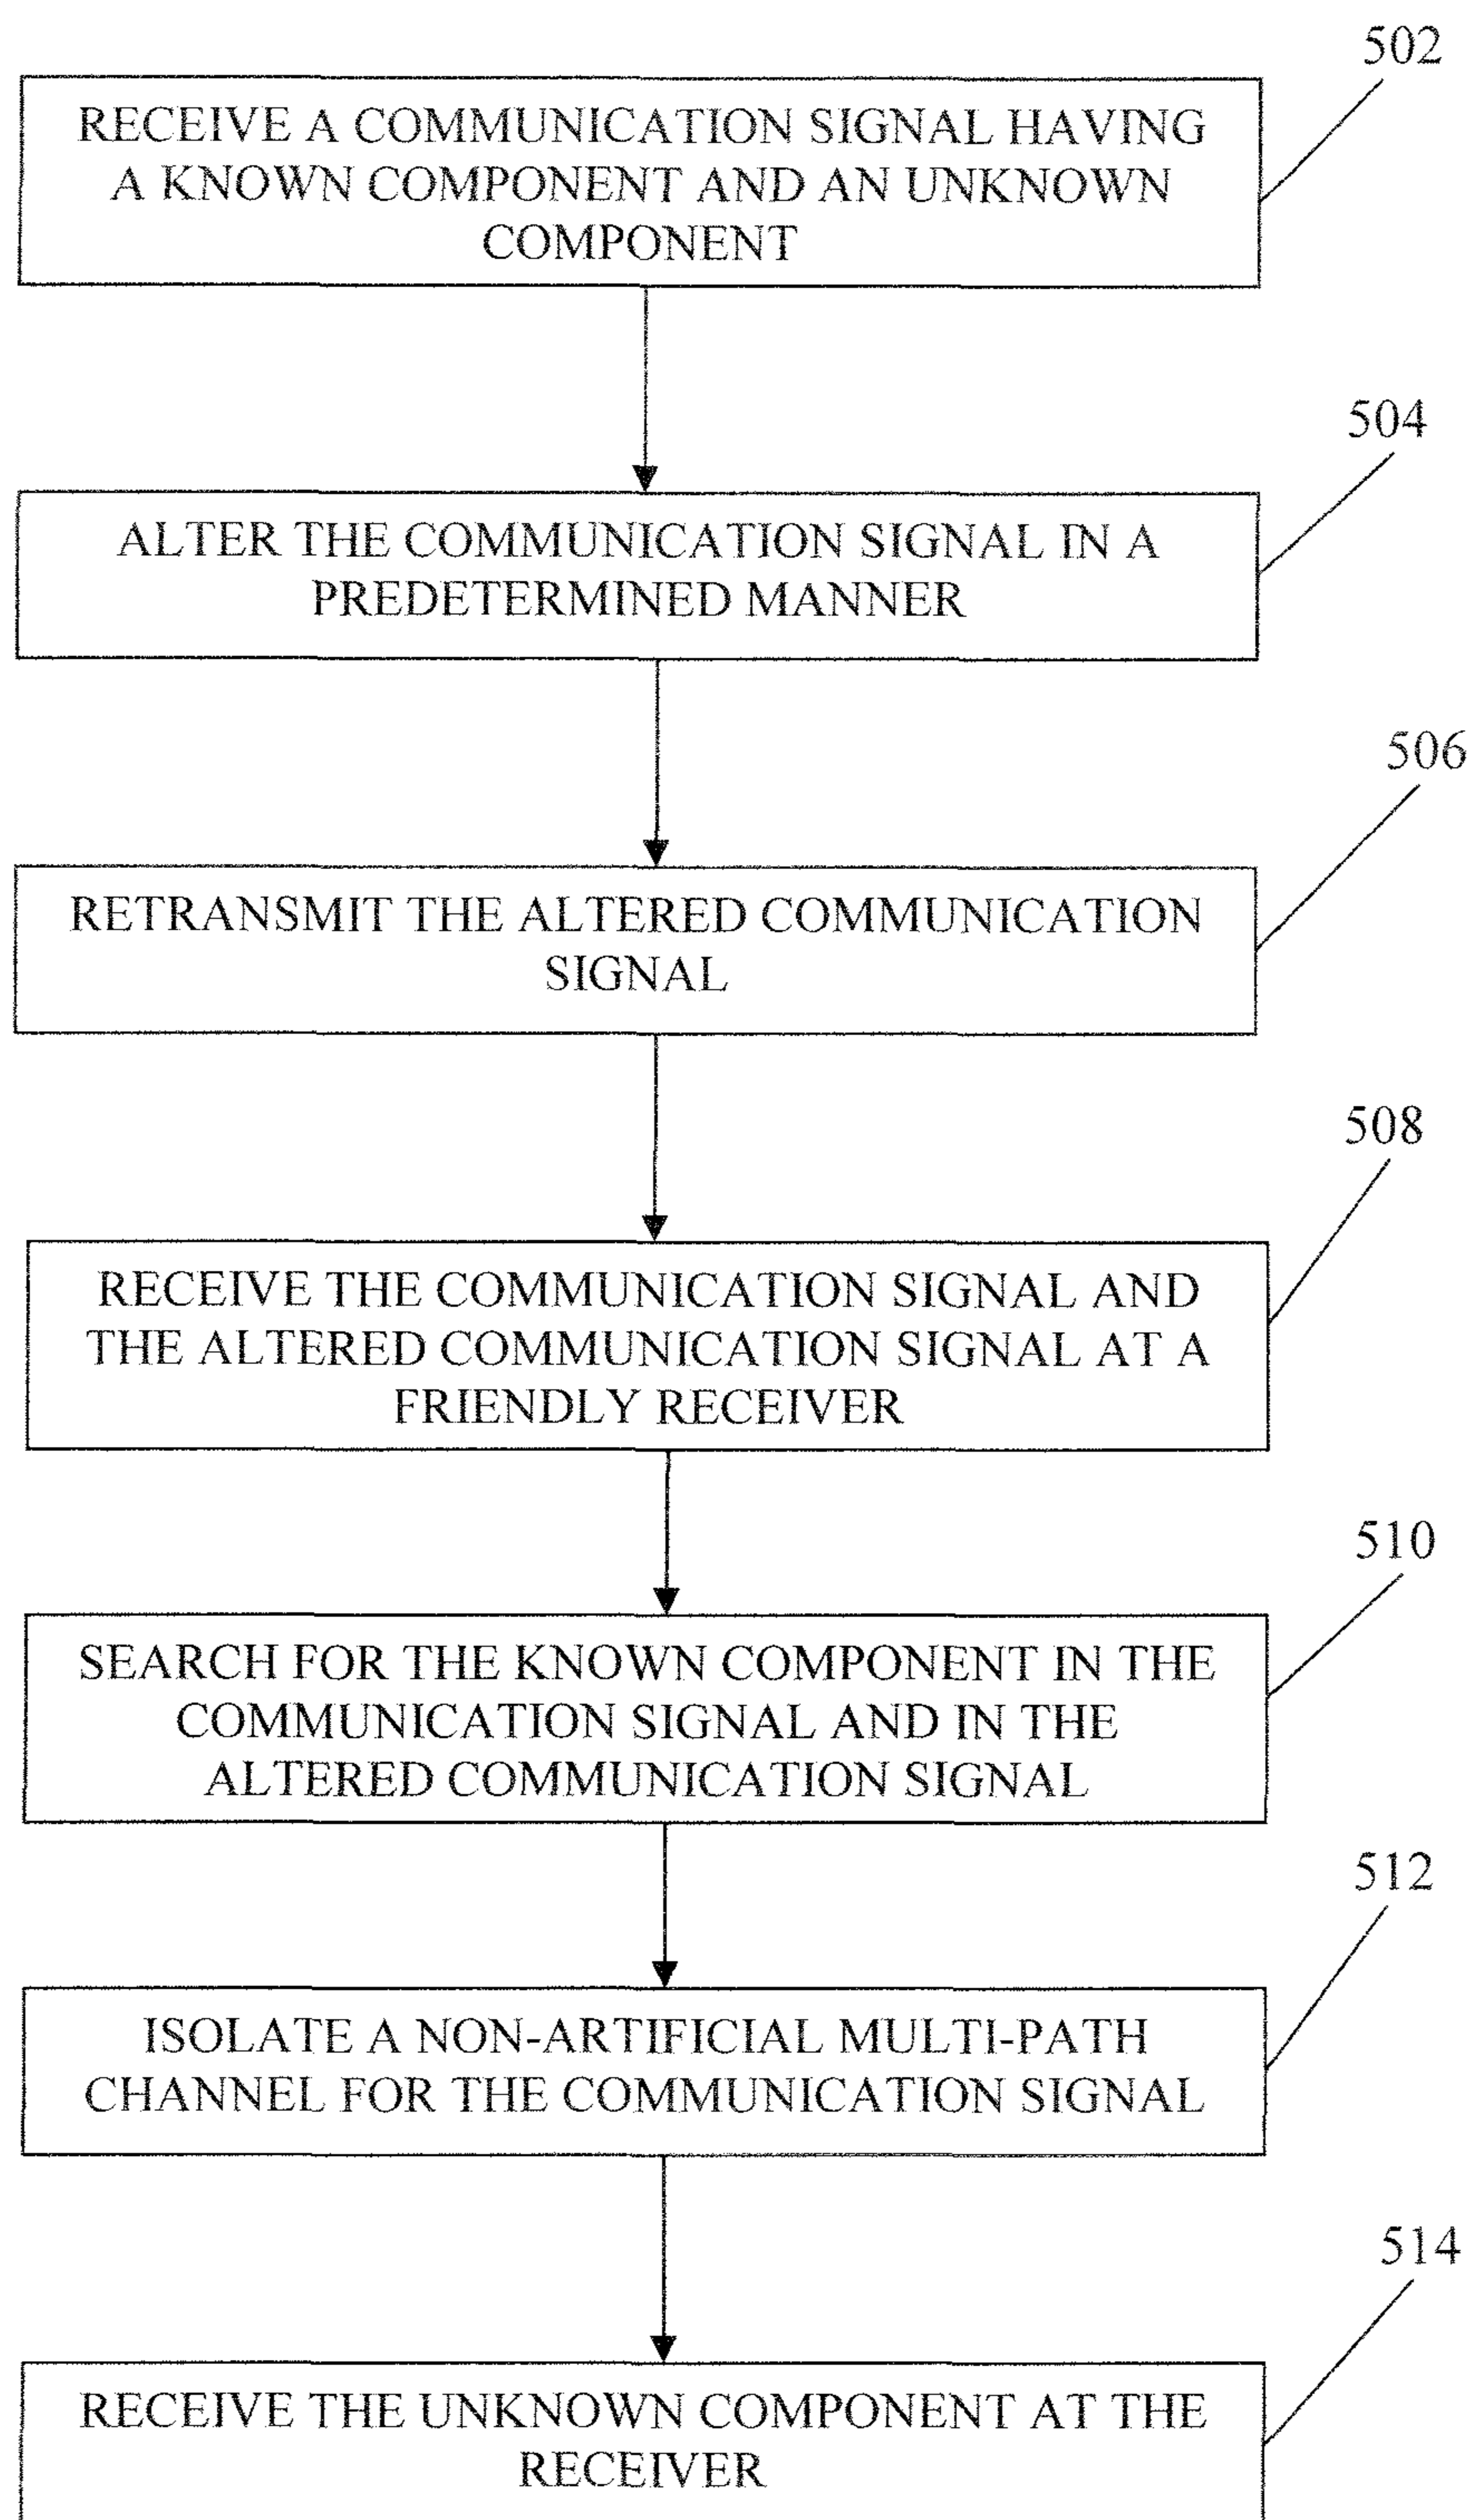 502
RECEIVE A COMMUNICATION SIGNAL HAVING
A KNOWN COMPONENT AND AN UNKNOWN
COMPONENT
504
ALTER THE COMMUNICATION SIGNAL IN A
PREDETERMINED MANNER
506
RETRANSMIT THE ALTERED COMMUNICATION
SIGNAL
508
RECEIVE THE COMMUNICATION SIGNAL AND
THE ALTERED COMMUNICATION SIGNAL AT A
FRIENDLY RECEIVER
510
SEARCH FOR THE KNOWN COMPONENT IN THE
COMMUNICATION SIGNAL AND IN THE
ALTERED COMMUNICATION SIGNAL
512
ISOLATE A NON-ARTIFICIAL MULTI-PATH
CHANNEL FOR THE COMMUNICATION SIGNAL
514
RECEIVE THE UNKNOWN COMPONENT AT THE
RECEIVER